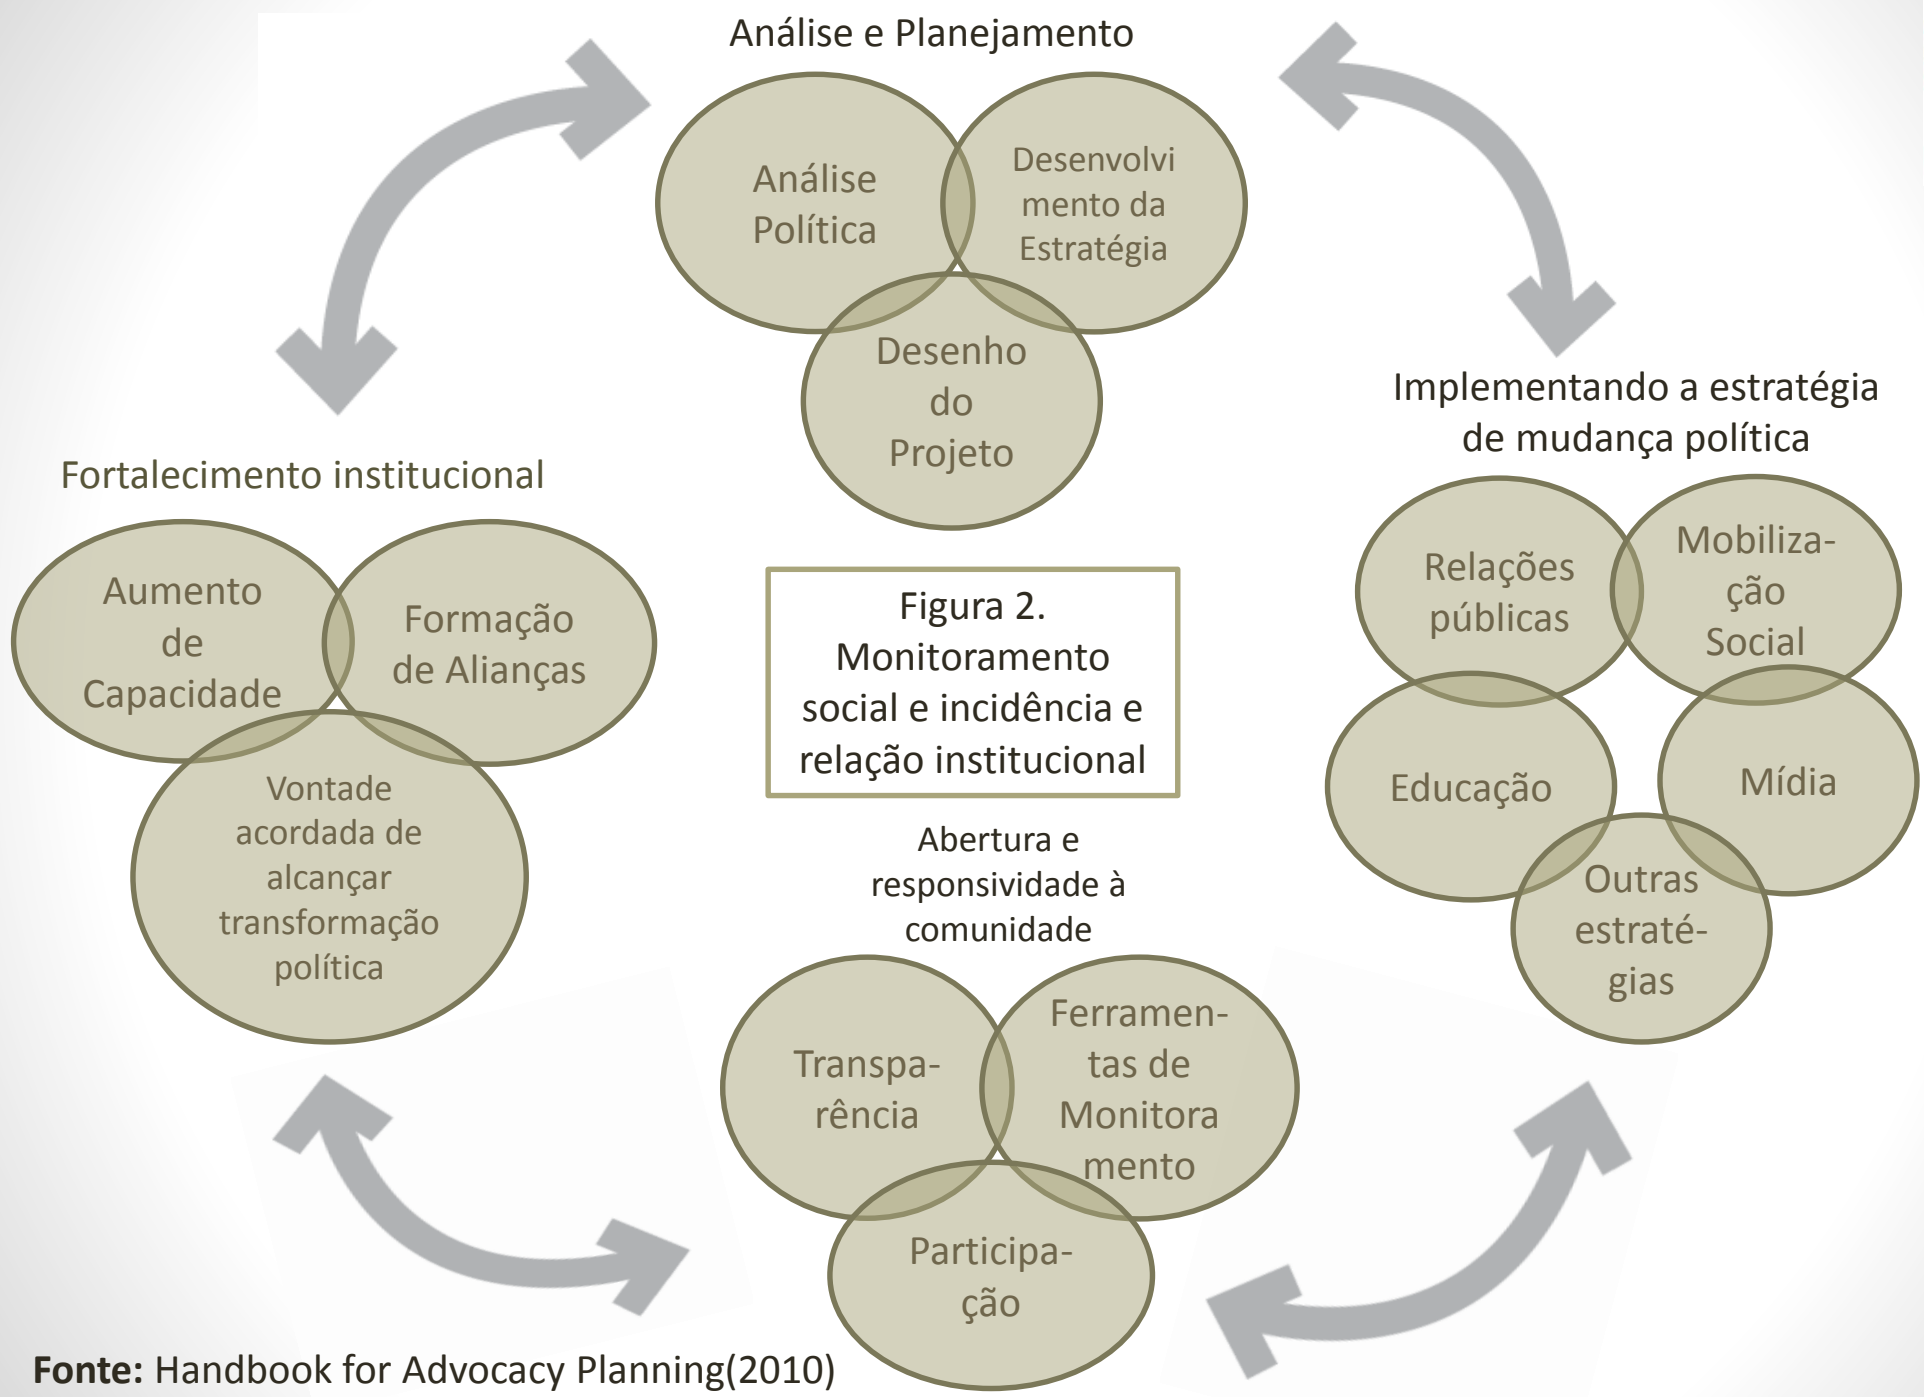 Análise e Planejamento
Análise
Política
Desenvolvi
mento da
Estratégia
Desenho
do
Projeto
Implementando a estratégia
de mudança política
Relações
públicas
Mobiliza-
ção
Social
Educação
Mídia
Outras
estraté-
gias
Fortalecimento institucional
Aumento
de
Capacidade
Formação
de Alianças
Vontade
acordada de
alcançar
transformação
política
Figura 2.
Monitoramento
social e incidência e
relação institucional
Abertura e
responsividade à
comunidade
Transpa-
rência
Ferramen-
tas de
Monitora
mento
Participa-
ção
Fonte: Handbook for Advocacy Planning(2010)